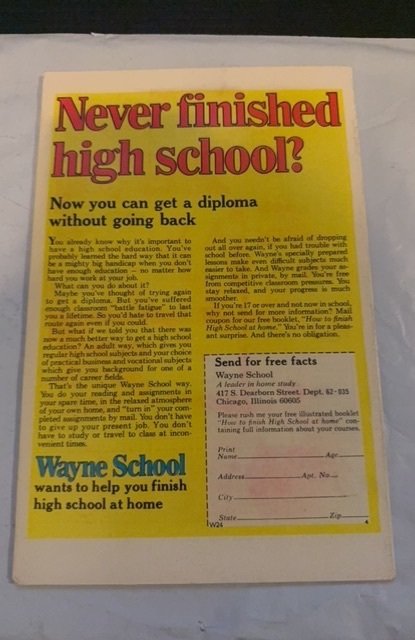 Never finished
high school?
Now you can get a diploma
without going back
You already know why it's important to
have a high school education. You've
probably learned the hard way that it can
be a mighty big handicap when you don't
have enough education – no matter how
hard you work at your job.
What can you do about it?
Maybe you've thought of trying again
to get a diploma. But you've suffered
enough classroom "battle fatigue" to last
you a lifetime. So you'd hate to travel that
route again even if you could.
But what if we told you that there was
now a much better way to get a high school
education? An adult way, which gives you
regular high school subjects and your choice
of practical business and vocational subjects
which give you background for one of a
number of career fields.
That's the unique Wayne School way.
You do your reading and assignments in
your spare time, in the relaxed atmosphere
of your own home, and "turn in" your com-
pleted assignments by mail. You don't have
to give up your present job. You don't
have to study or travel to class at incon-
venient times.
Wayne School
wants to help you finish
high school at home
And you needn't be afraid of dropping
out all over again, if you had trouble with
school before. Wayne's specially prepared
lessons make even difficult subjects much
easier to take. And Wayne grades your as-
signments in private, by mail. You're free
from competitive classroom pressures. You
stay relaxed, and your progress is much
smoother.
If you're 17 or over and not now in school,
why not send for more information? Mail
coupon for our free booklet, "How to finish
High School at home." You're in for a pleas-
ant surprise. And there's no obligation.
Send for free facts
Wayne School
A leader in home study
417 S. Dearborn Street, Dept. 62-035
Chicago, Illinois 60605
Please rush me your free illustrated booklet
"How to finish High School at home" con-
taining full information about your courses.
Print
Name Age
Address Apt. No.
City
State Zip
W24 4